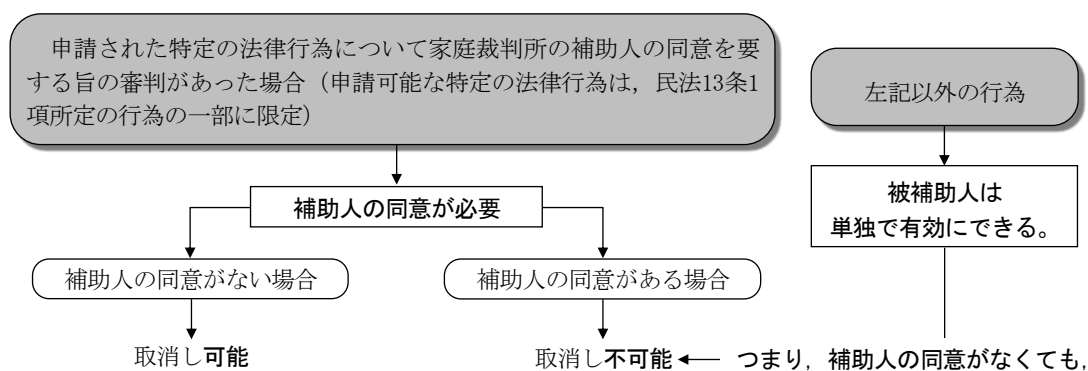 申請された特定の法律行為について家庭裁判所の補助人の同意を要
する旨の審判があった場合（申請可能な特定の法律行為は，民法13条1
項所定の行為の一部に限定）
左記以外の行為
補助人の同意が必要
被補助人は
単独で有効にできる。
補助人の同意がない場合
補助人の同意がある場合
取消し可能
取消し不可能
つまり，補助人の同意がなくても，